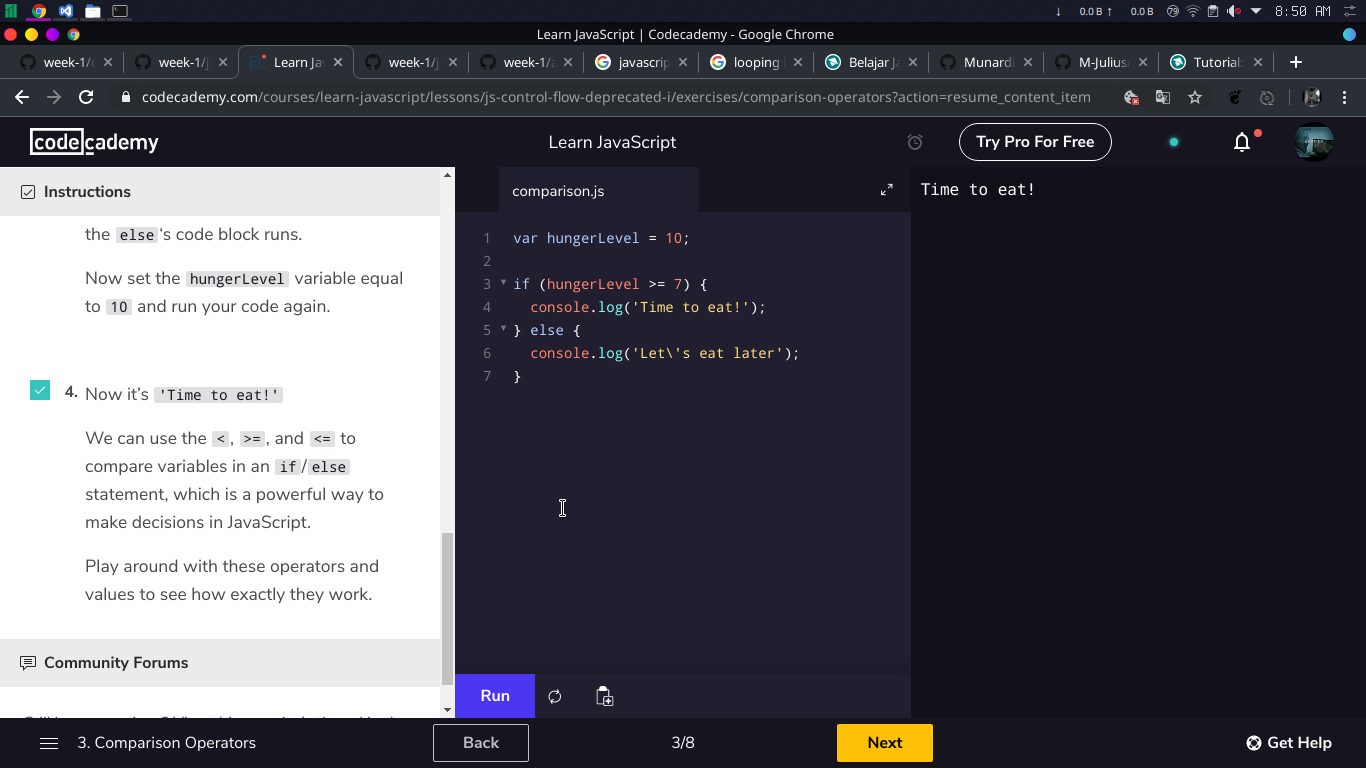 ↓ 0.0 B ↑ 0.0 B 79 8:50 AM
Learn JavaScript | Codecademy - Google Chrome
week-1/ week-1/j Learn Jav week-1/j week-1/ javascrip looping Belajar Ja Munardi M-Julius Tutorial
codecademy.com/courses/learn-javascript/lessons/js-control-flow-deprecated-i/exercises/comparison-operators?action=resume_content_item
codecademy
Learn JavaScript
Try Pro For Free
Instructions
the else 's code block runs.
Now set the hungerLevel variable equal
to 10 and run your code again.
4. Now it's 'Time to eat!'
We can use the <, >=, and <= to
compare variables in an if/else
statement, which is a powerful way to
make decisions in JavaScript.
Play around with these operators and
values to see how exactly they work.
Community Forums
comparison.js
1 var hungerLevel = 10;
2
3 if (hungerLevel >= 7) {
4 console.log('Time to eat!');
5 } else {
6 console.log('Let\'s eat later');
7 }
Run
Time to eat!
3. Comparison Operators
Back
3/8
Next
Get Help